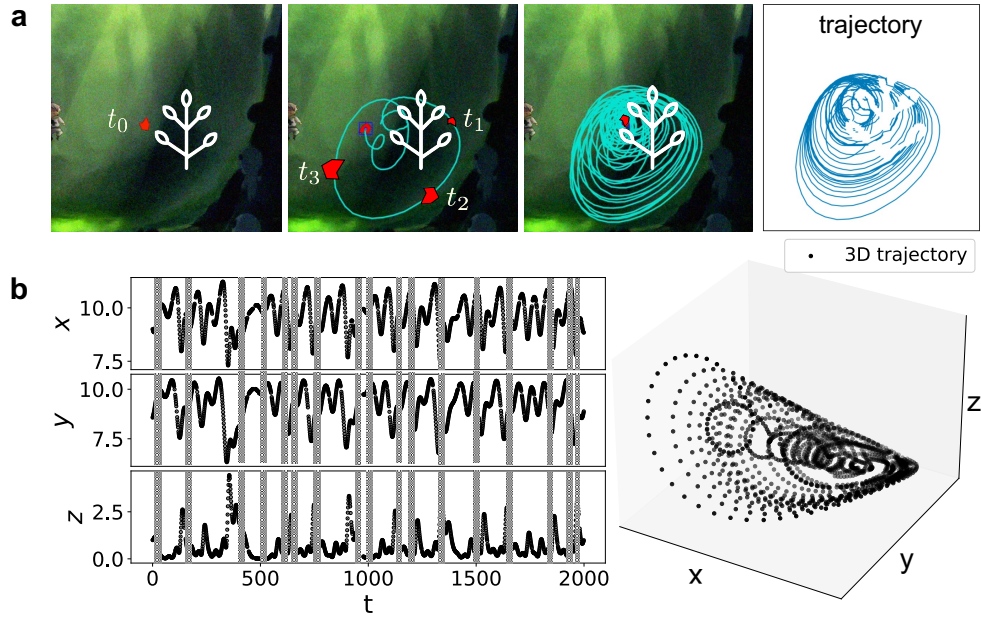 a
t₀
t₁
t₂
t₃
trajectory
b
3D trajectory
x
10.0
7.5
y
10.0
7.5
z
2.5
0.0
0 500 1000 1500 2000
t
x
y
z